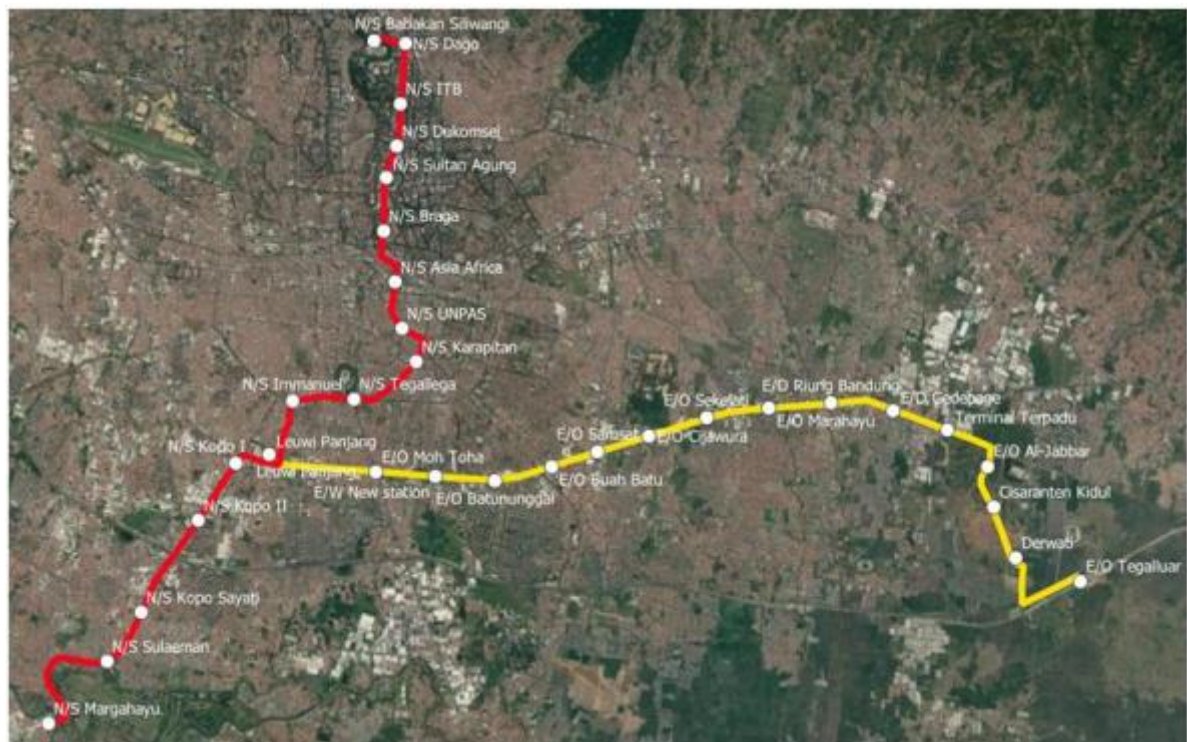 N/S Babakan Siliwangi
N/S Dago
N/S ITB
N/S Dukomsel
N/S Sultan Agung
N/S Braga
N/S Asia Africa
N/S UNPAS
N/S Karapitan
N/S Immanuel
N/S Tegallega
E/O Riung Bandung
E/O Sekelari
E/O Gedebage
E/O Marahayu
Terminal Terpadu
E/O Samset
E/O Cijawura
N/S Kopo I
Leuwi Panjang
E/O Al-Jabbar
Leuwi Panjang
E/O Moh Toha
E/O Buah Batu
E/W New station
E/O Batununggal
Cisaranten Kidul
N/S Kopo II
Derwati
E/O Tegalluar
N/S Kopo Sayati
N/S Sulaeman
N/S Margahayu